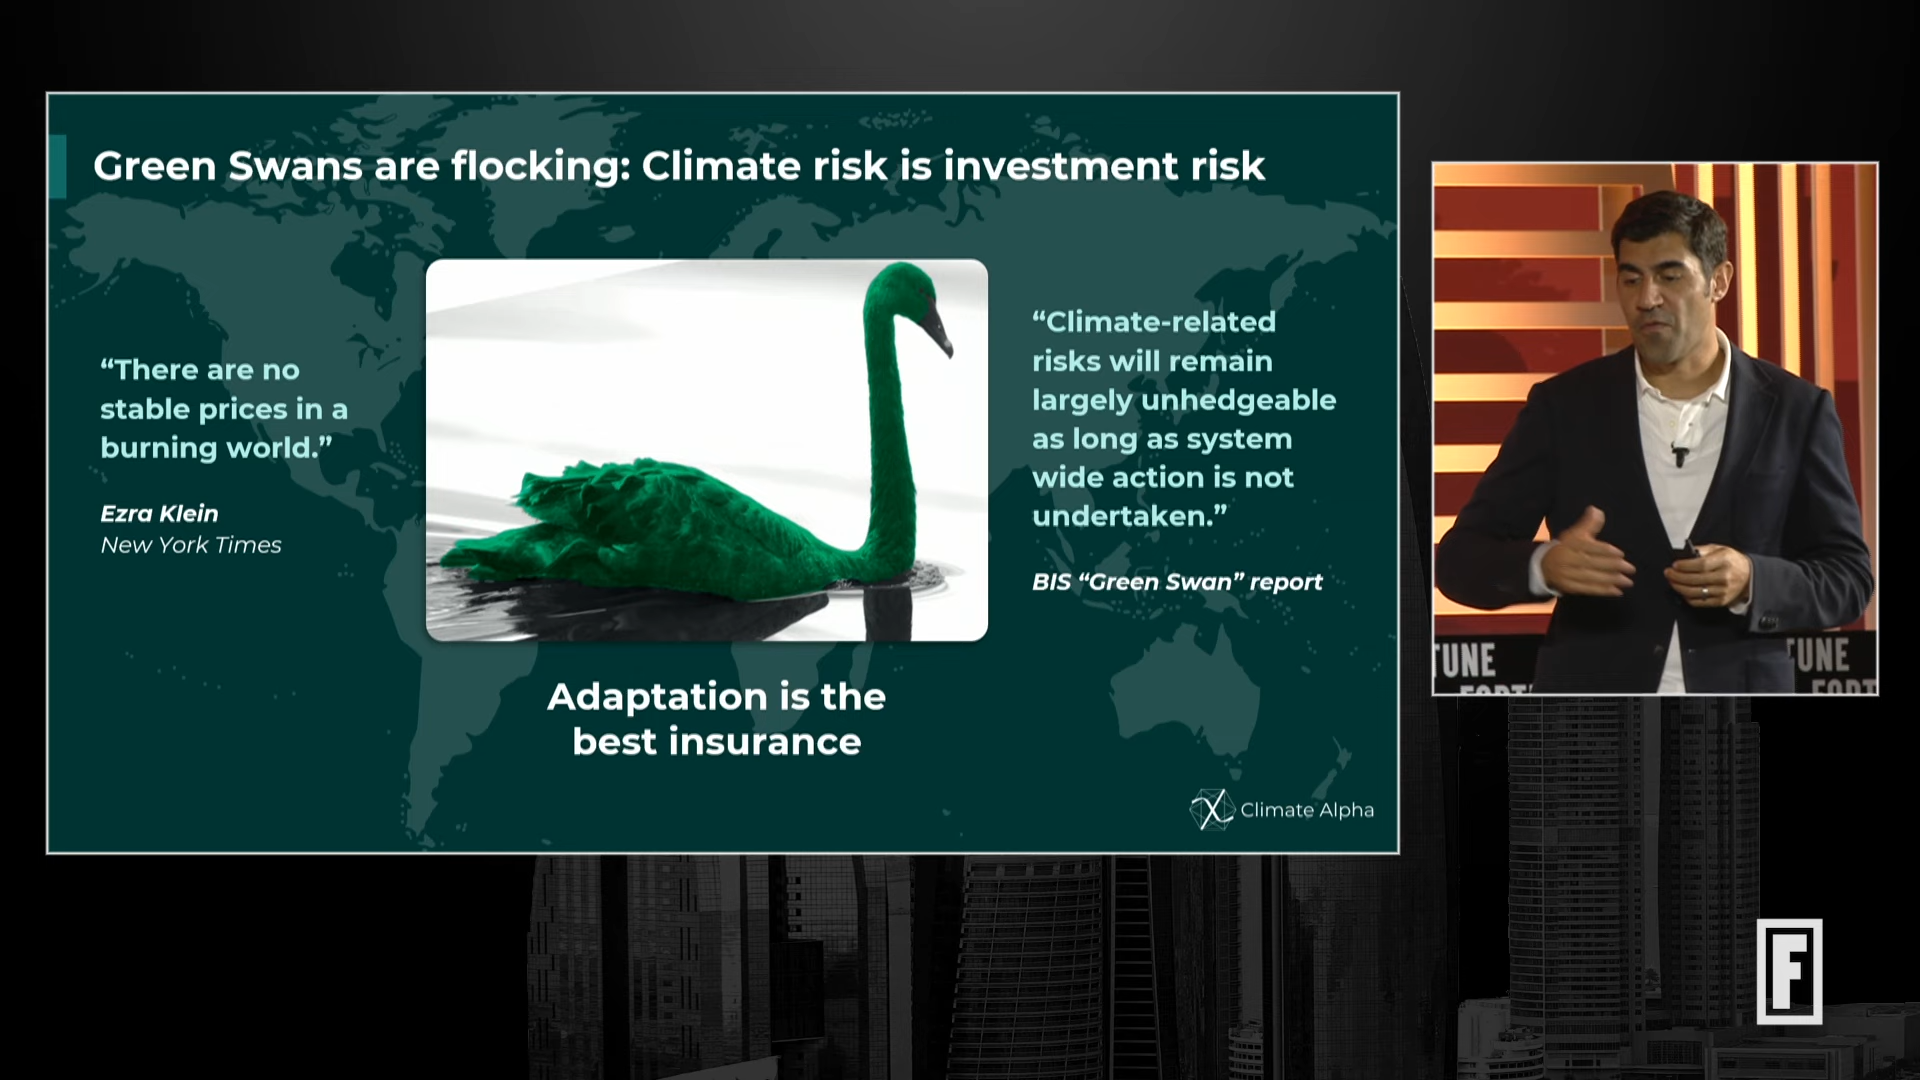 Green Swans are flocking: Climate risk is investment risk
“There are no
stable prices in a
burning world.”
Ezra Klein
New York Times
“Climate-related
risks will remain
largely unhedgeable
as long as system
wide action is not
undertaken.”
BIS “Green Swan” report
Adaptation is the
best insurance
Climate Alpha
TUNE
TUNE
FORT
FORT
F